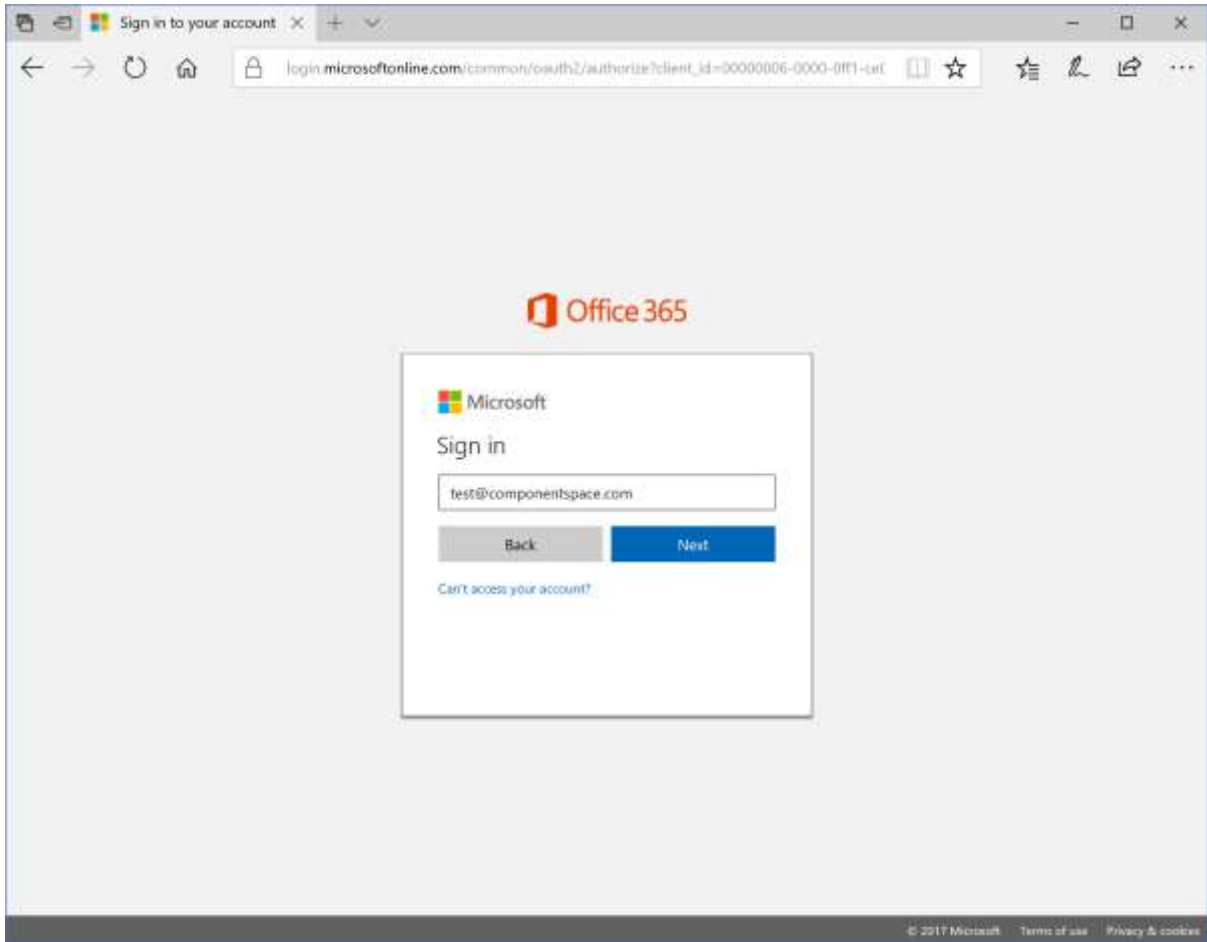 Sign in to your account
login.microsoftonline.com/common/oauth2/authorize?client_id=00000006-0000-0ff1-ce0
Office 365
Microsoft
Sign in
test@componentspace.com
Back Next
Can't access your account?
© 2017 Microsoft Terms of use Privacy & cookies